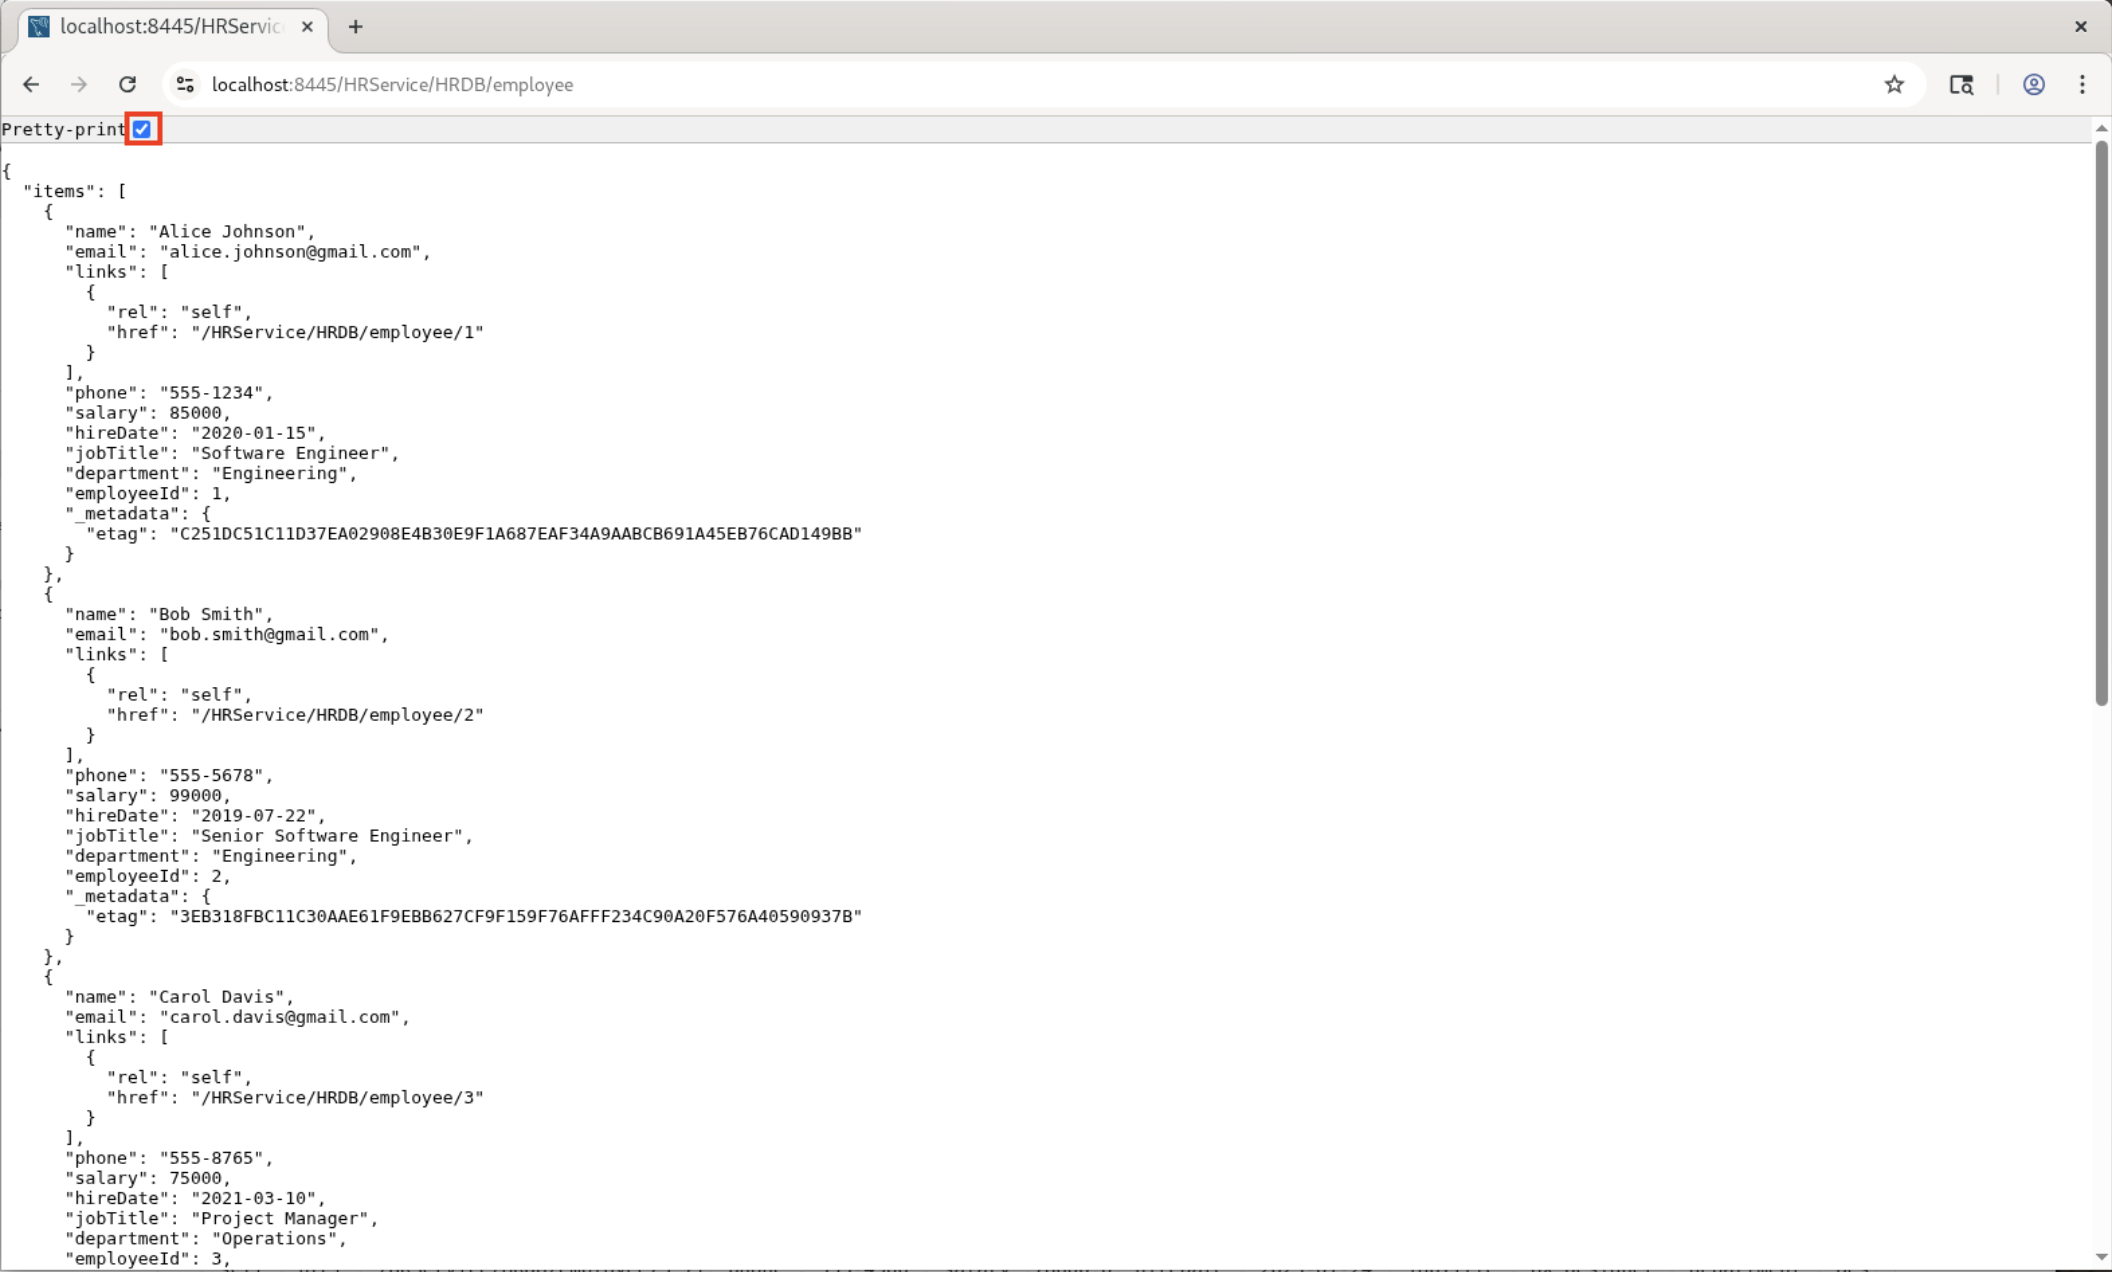 localhost:8445/HRServic
localhost:8445/HRService/HRDB/employee
Pretty-print
{
  "items": [
    {
      "name": "Alice Johnson",
      "email": "alice.johnson@gmail.com",
      "links": [
        {
          "rel": "self",
          "href": "/HRService/HRDB/employee/1"
        }
      ],
      "phone": "555-1234",
      "salary": 85000,
      "hireDate": "2020-01-15",
      "jobTitle": "Software Engineer",
      "department": "Engineering",
      "employeeId": 1,
      "_metadata": {
        "etag": "C251DC51C11D37EA02908E4B30E9F1A687EAF34A9AABCB691A45EB76CAD149BB"
      }
    },
    {
      "name": "Bob Smith",
      "email": "bob.smith@gmail.com",
      "links": [
        {
          "rel": "self",
          "href": "/HRService/HRDB/employee/2"
        }
      ],
      "phone": "555-5678",
      "salary": 99000,
      "hireDate": "2019-07-22",
      "jobTitle": "Senior Software Engineer",
      "department": "Engineering",
      "employeeId": 2,
      "_metadata": {
        "etag": "3EB318FBC11C30AAE61F9EBB627CF9F159F76AFFF234C90A20F576A40590937B"
      }
    },
    {
      "name": "Carol Davis",
      "email": "carol.davis@gmail.com",
      "links": [
        {
          "rel": "self",
          "href": "/HRService/HRDB/employee/3"
        }
      ],
      "phone": "555-8765",
      "salary": 75000,
      "hireDate": "2021-03-10",
      "jobTitle": "Project Manager",
      "department": "Operations",
      "employeeId": 3,